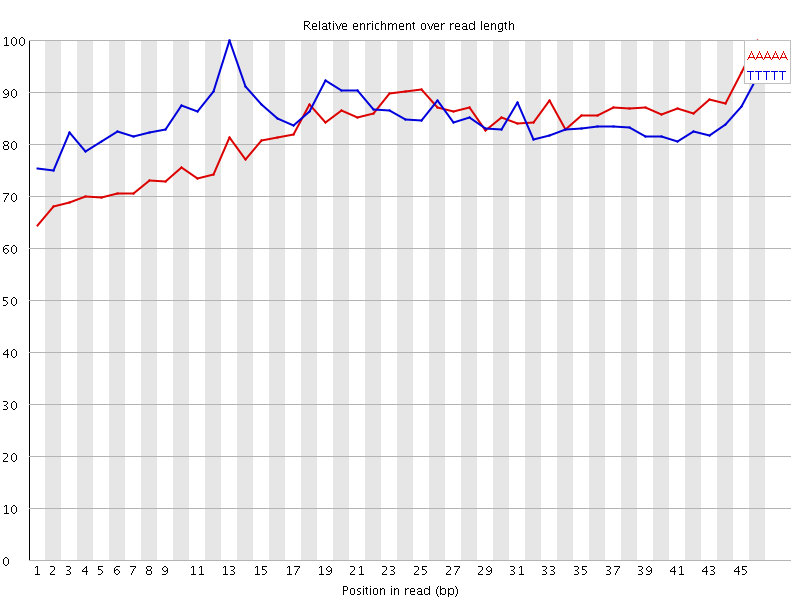 Relative enrichment over read length
100
90
80
70
60
50
40
30
20
10
0
AAAAA
TTTTT
1 2 3 4 5 6 7 8 9 11 13 15 17 19 21 23 25 27 29 31 33 35 37 39 41 43 45
Position in read (bp)